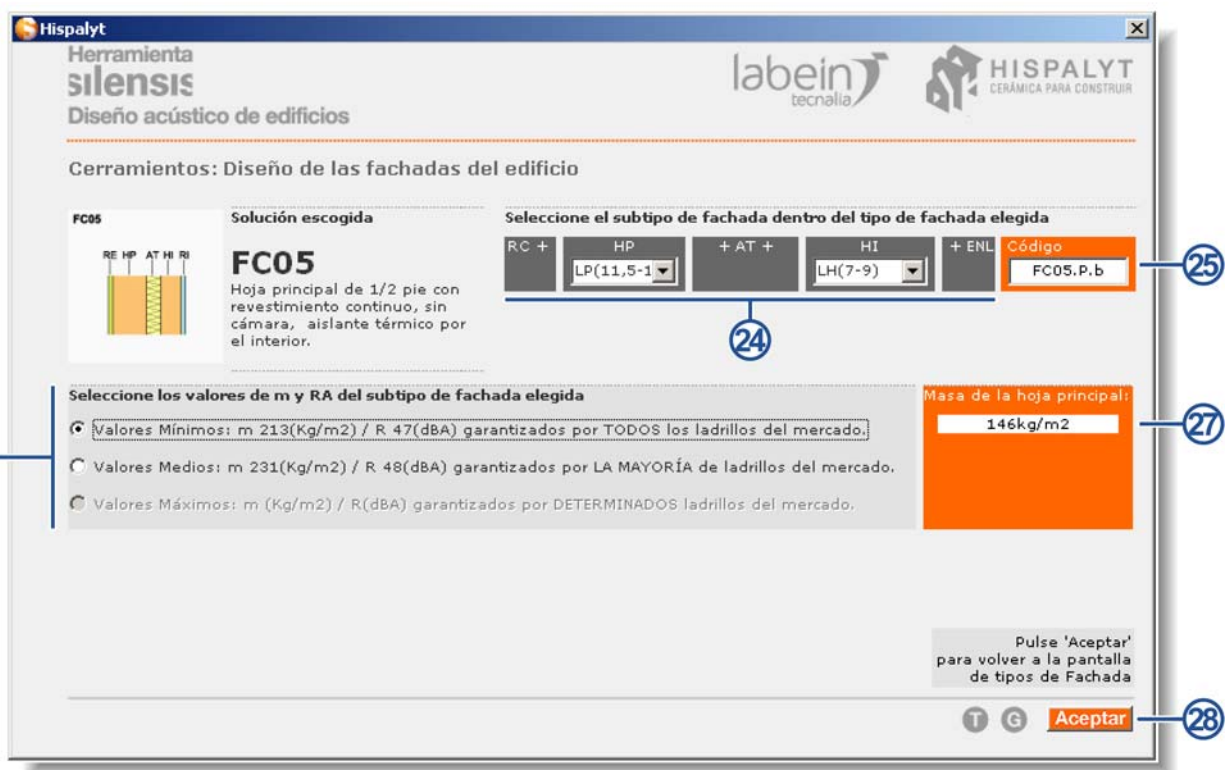 Hispalyt
Herramienta
silensis
Diseño acústico de edificios
labein
tecnalia
HISPALYT
CERÁMICA PARA CONSTRUIR
Cerramientos: Diseño de las fachadas del edificio
FC05
RE HP AT HI RI
Solución escogida
FC05
Hoja principal de 1/2 pie con
revestimiento continuo, sin
cámara, aislante térmico por
el interior.
Seleccione el subtipo de fachada dentro del tipo de fachada elegida
RC + HP + AT + HI + ENL Código
LP(11,5-1 LH(7-9) FC05.P.b
25
24
Seleccione los valores de m y RA del subtipo de fachada elegida
Valores Mínimos: m 213(Kg/m2) / R 47(dBA) garantizados por TODOS los ladrillos del mercado.
Valores Medios: m 231(Kg/m2) / R 48(dBA) garantizados por LA MAYORÍA de ladrillos del mercado.
Valores Máximos: m (Kg/m2) / R(dBA) garantizados por DETERMINADOS ladrillos del mercado.
Masa de la hoja principal:
146kg/m2
27
Pulse 'Aceptar'
para volver a la pantalla
de tipos de Fachada
T G Aceptar
28